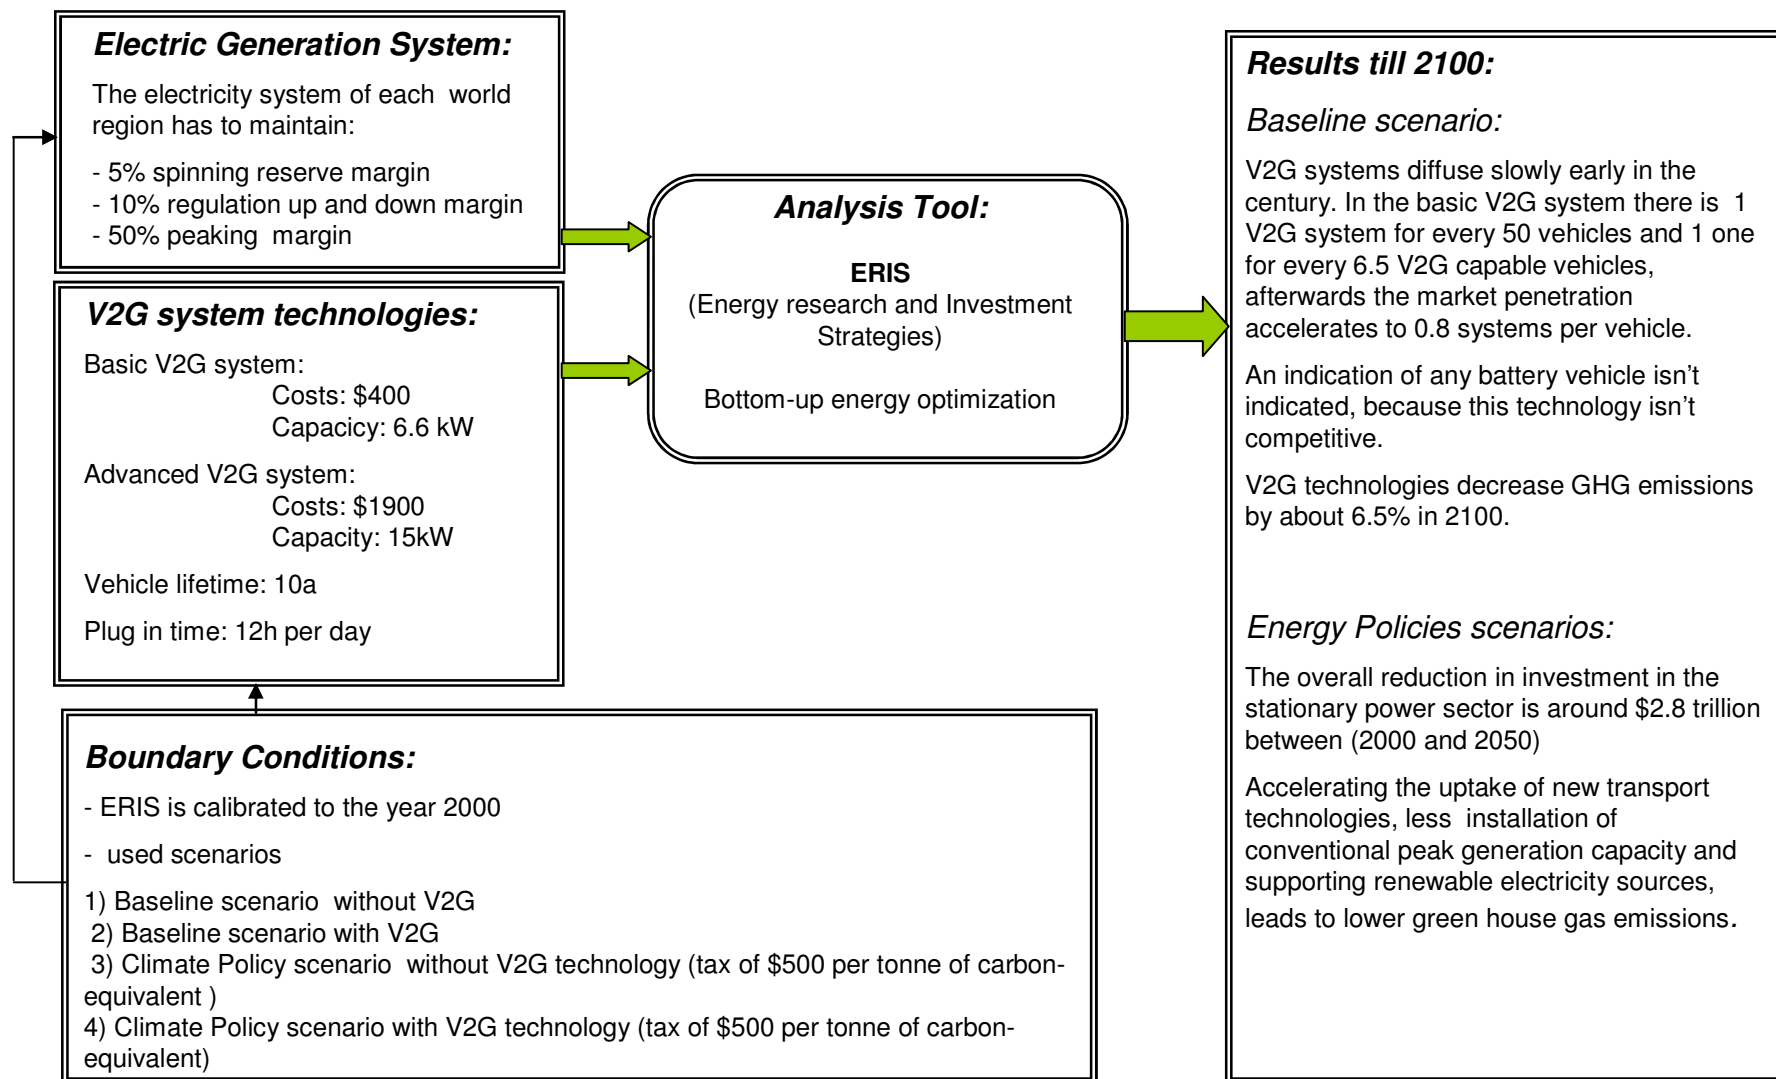 Electric Generation System:
The electricity system of each world
region has to maintain:
- 5% spinning reserve margin
- 10% regulation up and down margin
- 50% peaking margin
V2G system technologies:
Basic V2G system:
Costs: $400
Capacicy: 6.6 kW
Advanced V2G system:
Costs: $1900
Capacity: 15kW
Vehicle lifetime: 10a
Plug in time: 12h per day
Boundary Conditions:
- ERIS is calibrated to the year 2000
- used scenarios
1) Baseline scenario without V2G
2) Baseline scenario with V2G
3) Climate Policy scenario without V2G technology (tax of $500 per tonne of carbon-
equivalent )
4) Climate Policy scenario with V2G technology (tax of $500 per tonne of carbon-
equivalent)
Analysis Tool:
ERIS
(Energy research and Investment
Strategies)
Bottom-up energy optimization
Results till 2100:
Baseline scenario:
V2G systems diffuse slowly early in the
century. In the basic V2G system there is 1
V2G system for every 50 vehicles and 1 one
for every 6.5 V2G capable vehicles,
afterwards the market penetration
accelerates to 0.8 systems per vehicle.
An indication of any battery vehicle isn't
indicated, because this technology isn't
competitive.
V2G technologies decrease GHG emissions
by about 6.5% in 2100.
Energy Policies scenarios:
The overall reduction in investment in the
stationary power sector is around $2.8 trillion
between (2000 and 2050)
Accelerating the uptake of new transport
technologies, less installation of
conventional peak generation capacity and
supporting renewable electricity sources,
leads to lower green house gas emissions.